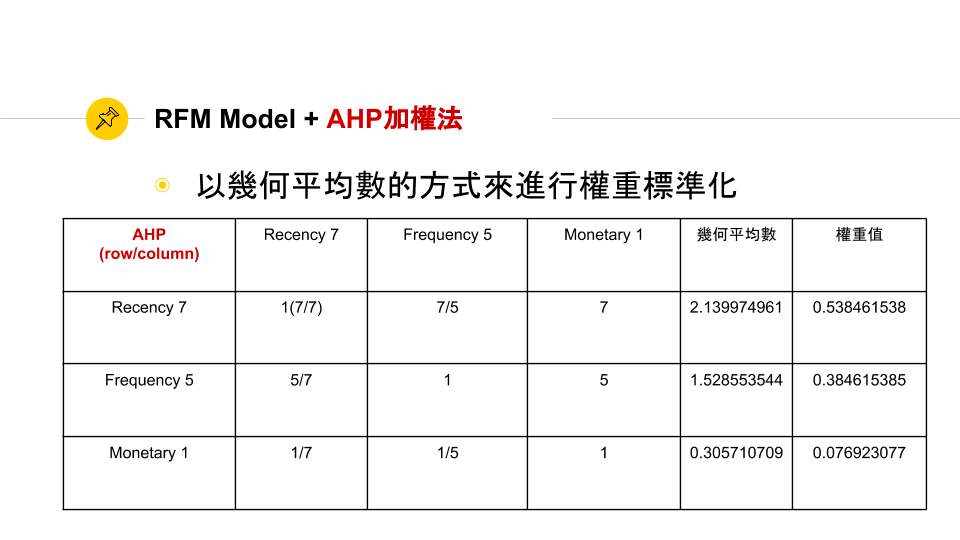 RFM Model + AHP加權法
以幾何平均數的方式來進行權重標準化
AHP
(row/column)
Recency 7
Frequency 5
Monetary 1
幾何平均數
權重值
Recency 7
1(7/7)
7/5
7
2.139974961
0.538461538
Frequency 5
5/7
1
5
1.528553544
0.384615385
Monetary 1
1/7
1/5
1
0.305710709
0.076923077